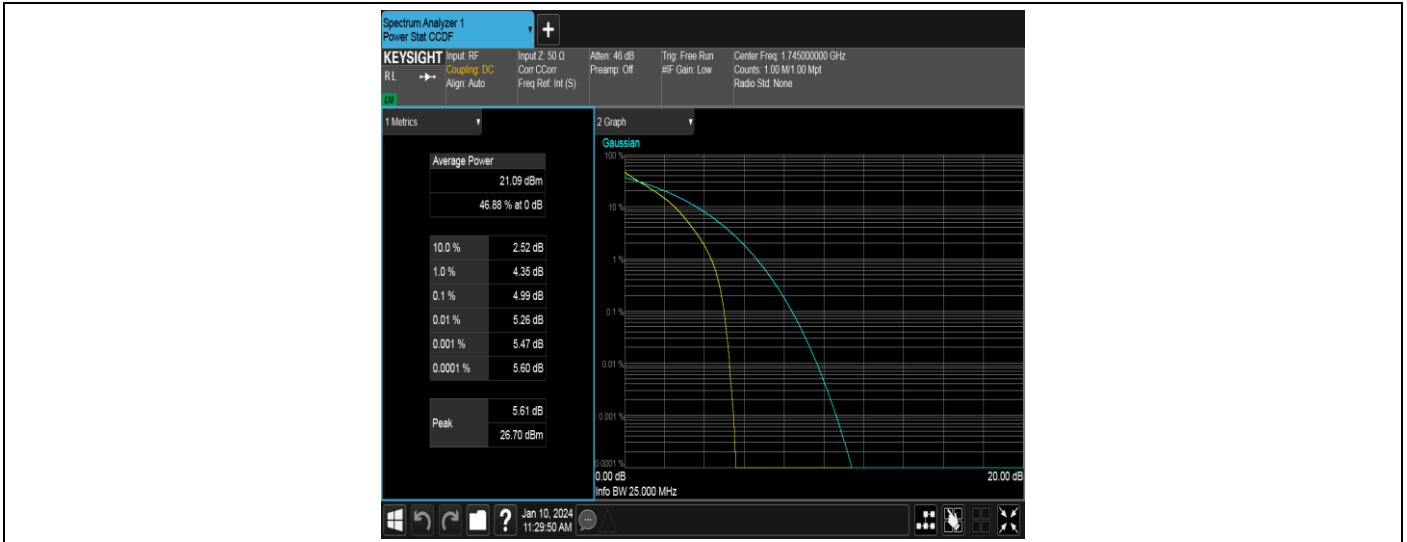 Spectrum Analyzer 1
Power Stat CCDF
+
KEYSIGHT
RL
LXI
Input: RF
Coupling: DC
Align: Auto
Input Z: 50 Ω
Corr CCorr
Freq Ref: Int (S)
Atten: 46 dB
Preamp: Off
Trig: Free Run
#IF Gain: Low
Center Freq: 1.745000000 GHz
Counts: 1.00 M/1.00 Mpt
Radio Std: None
1 Metrics
Average Power
21.09 dBm
46.88 % at 0 dB
10.0 % 2.52 dB
1.0 % 4.35 dB
0.1 % 4.99 dB
0.01 % 5.26 dB
0.001 % 5.47 dB
0.0001 % 5.60 dB
Peak
5.61 dB
26.70 dBm
2 Graph
Gaussian
100 %
10 %
1 %
0.1 %
0.01 %
0.001 %
0.0001 %
0.00 dB 20.00 dB
Info BW 25.000 MHz
?
Jan 10, 2024
11:29:50 AM